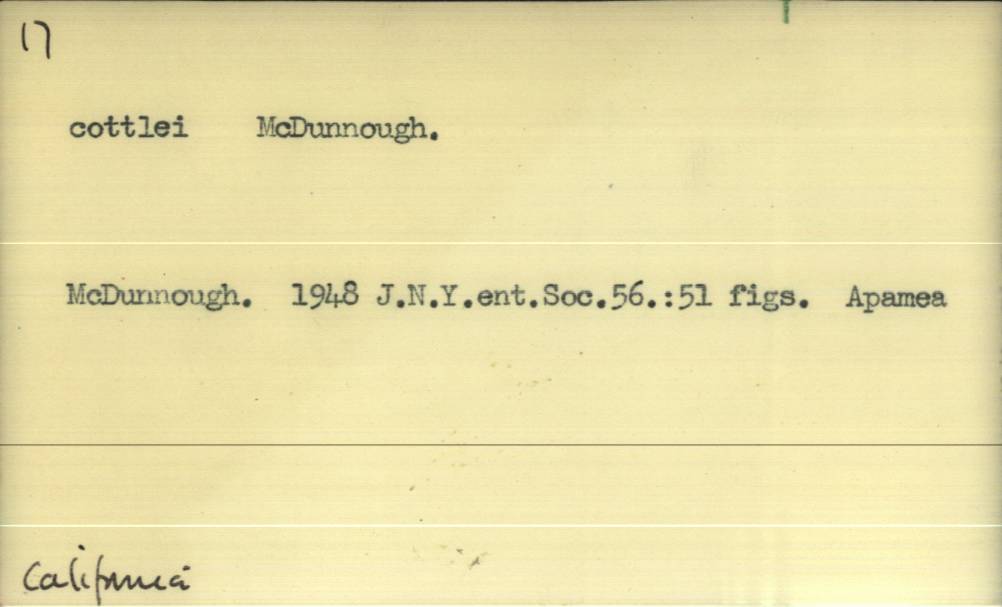 17
cottlei McDunnough.
McDunnough. 1948 J.N.Y.ent.Soc.56.:51 figs. Apamea
California